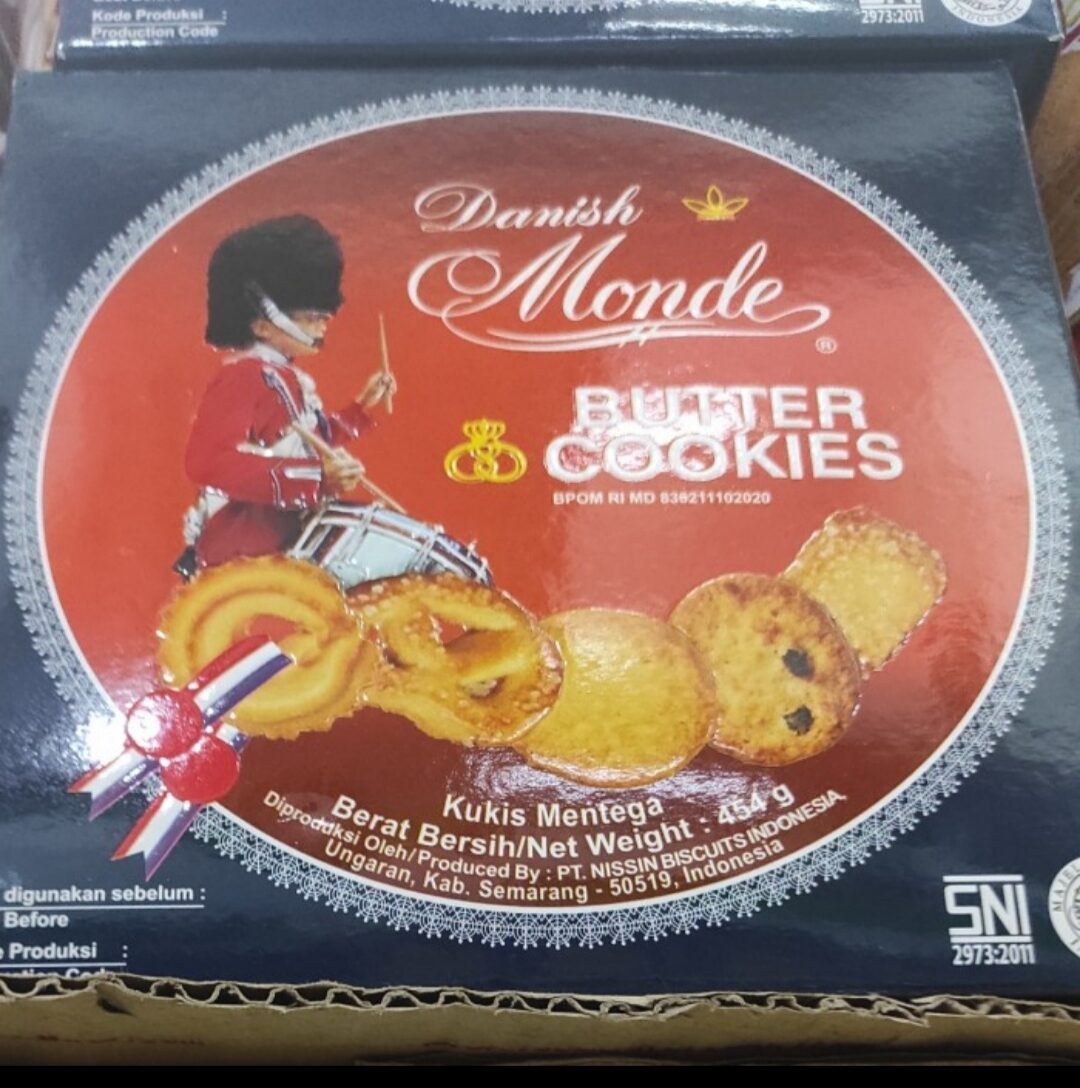 Kode Produksi :
Production Code
SNI
2973:2011
INDONESIA
Danish
Monde
®
BUTTER
COOKIES
BPOM RI MD 836211102020
Kukis Mentega
Berat Bersih/Net Weight : 454 g
Diproduksi Oleh/Produced By : PT. NISSIN BISCUITS INDONESIA,
Ungaran, Kab. Semarang - 50519, Indonesia
digunakan sebelum :
Before
Produksi :
SNI
2973:2011